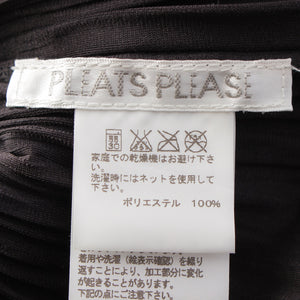 PLEATS PLEASE
家庭での乾燥機はお避け下さい。
洗濯時にはネットを使用して下さい。
ポリエステル 100%
着用や洗濯(絵表示確認)を繰り
返すことにより、加工部分に変化
が起きることがあります。
下記の点にご注意下さい。